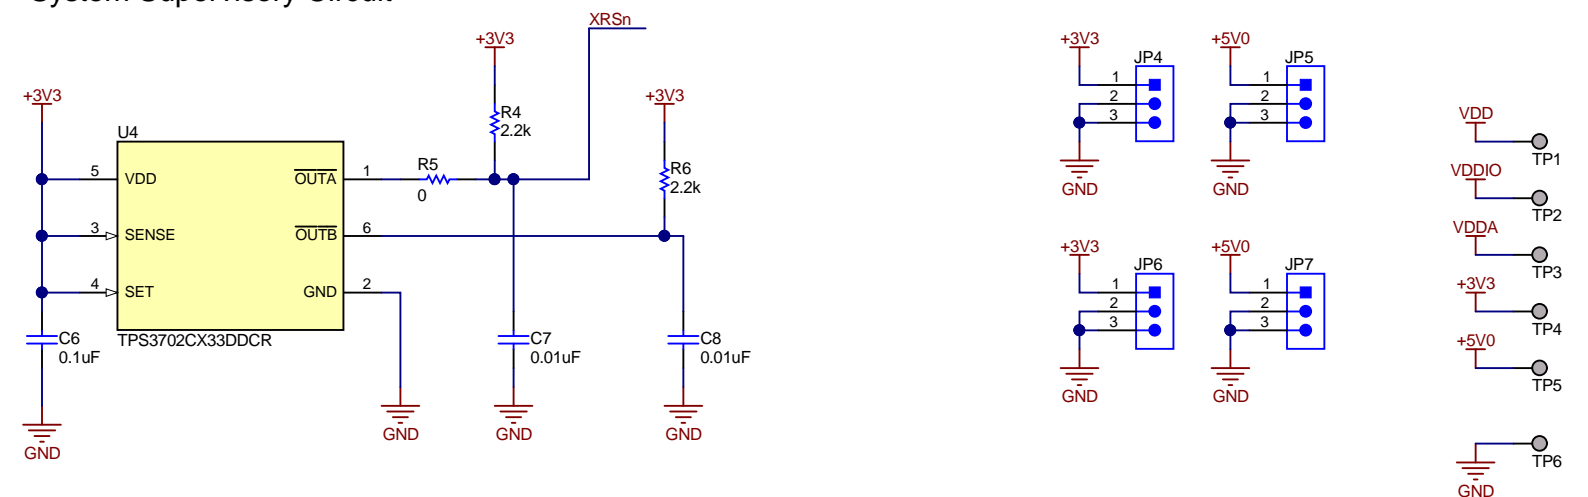 System Supervisory Circuit
XRSn
+3V3
R4
2.2k
+3V3
U4
5
VDD
3
SENSE
4
SET
OUTA
1
OUTB
6
GND
2
TPS3702CX33DDCR
R5
0
+3V3
R6
2.2k
C6
0.1uF
C7
0.01uF
C8
0.01uF
GND
GND
GND
GND
+3V3
JP4
1
2
3
GND
+5V0
JP5
1
2
3
GND
+3V3
JP6
1
2
3
GND
+5V0
JP7
1
2
3
GND
VDD
TP1
VDDIO
TP2
VDDA
TP3
+3V3
TP4
+5V0
TP5
TP6
GND